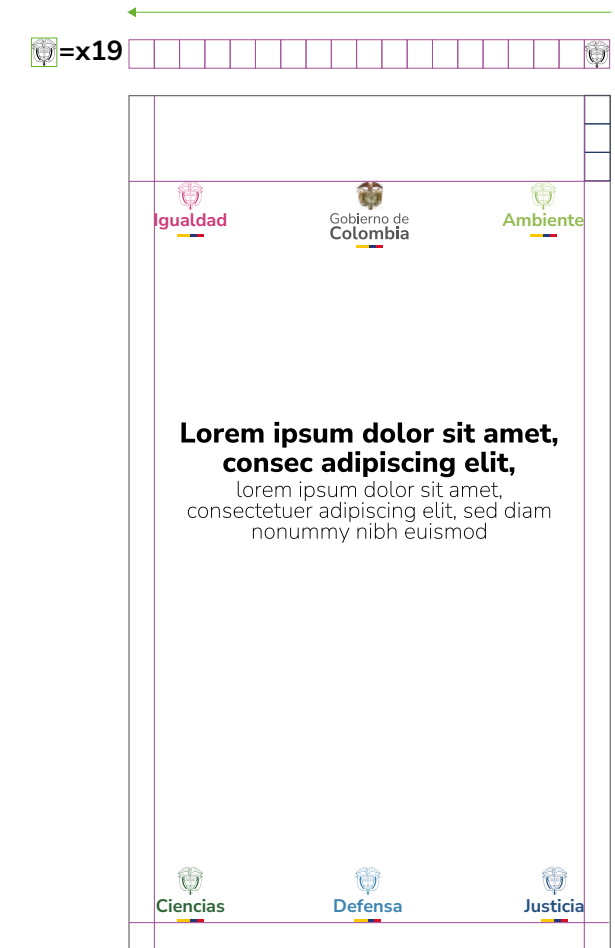 =x19
Igualdad
Gobierno de
Colombia
Ambiente
Lorem ipsum dolor sit amet,
consec adipiscing elit,
lorem ipsum dolor sit amet,
consectetuer adipiscing elit, sed diam
nonummy nibh euismod
Ciencias
Defensa
Justicia